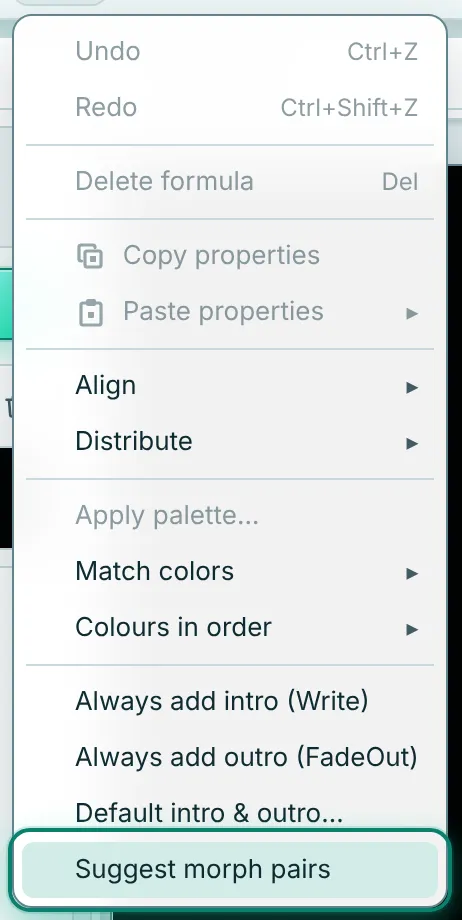 Undo Ctrl+Z
Redo Ctrl+Shift+Z
Delete formula Del
Copy properties
Paste properties
Align
Distribute
Apply palette...
Match colors
Colours in order
Always add intro (Write)
Always add outro (FadeOut)
Default intro & outro...
Suggest morph pairs